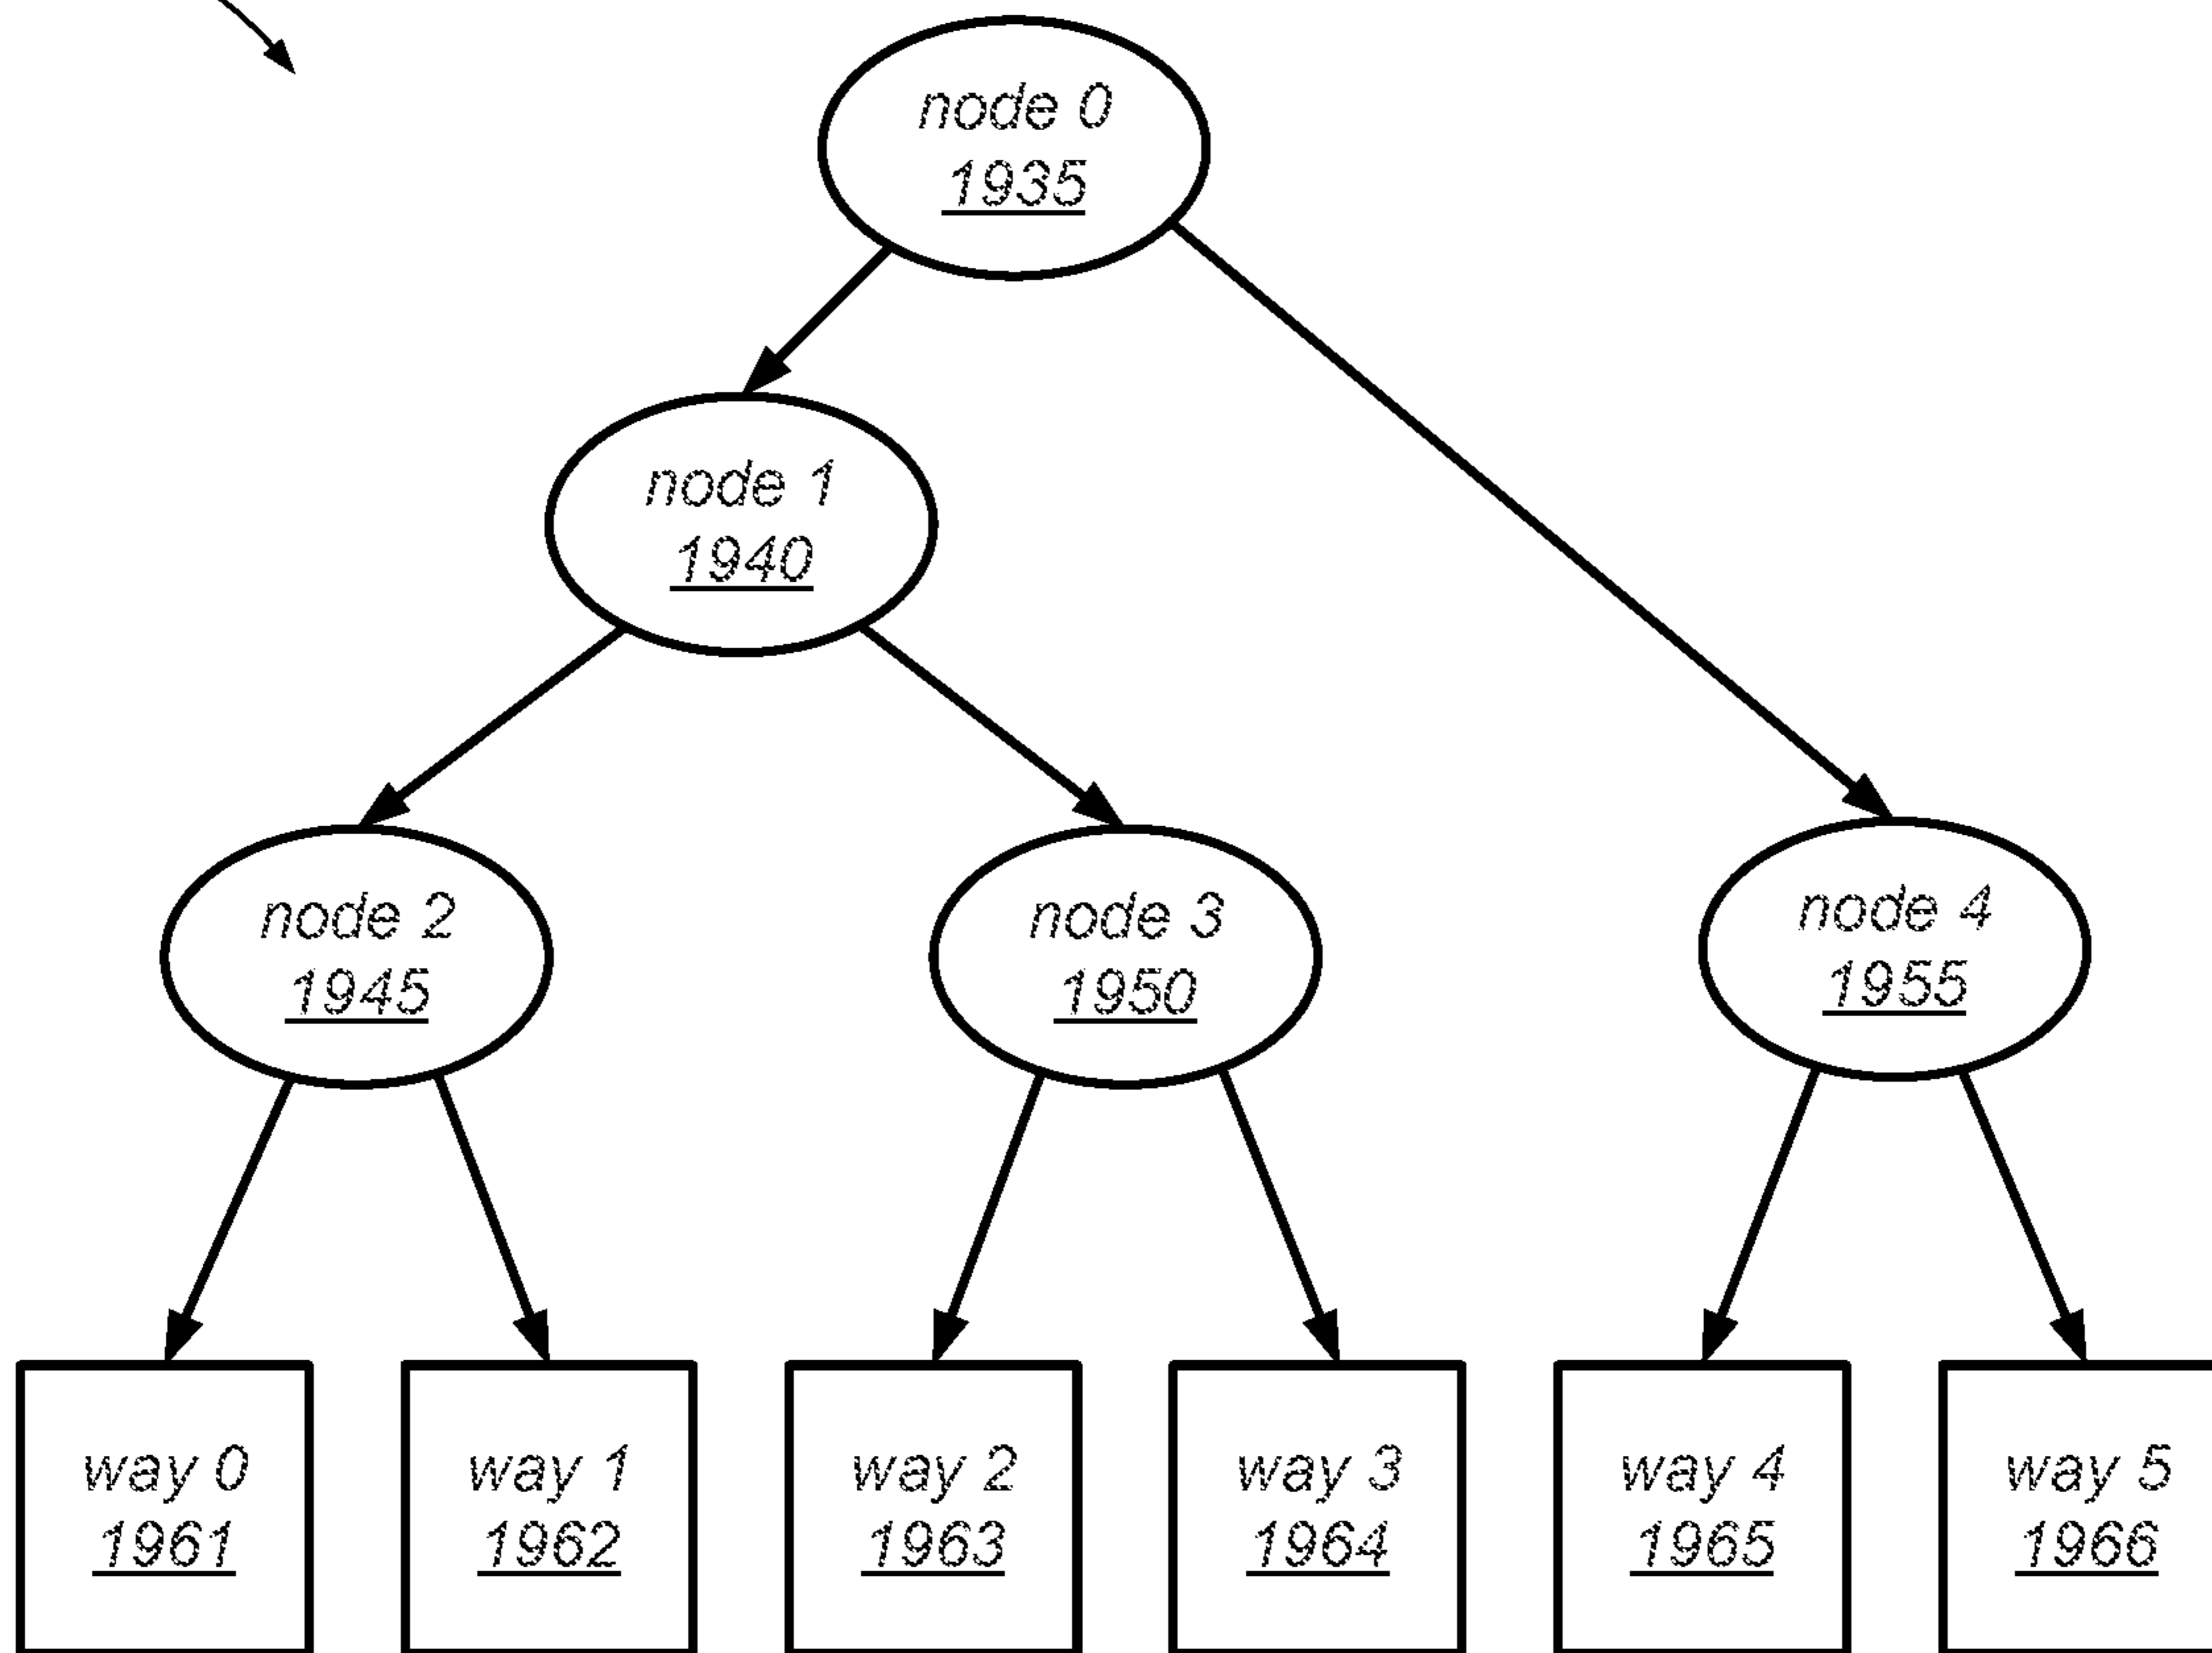 node 0
1935
node 1
1940
node 2
1945
node 3
1950
node 4
1955
way 0
1961
way 1
1962
way 2
1963
way 3
1964
way 4
1965
way 5
1966